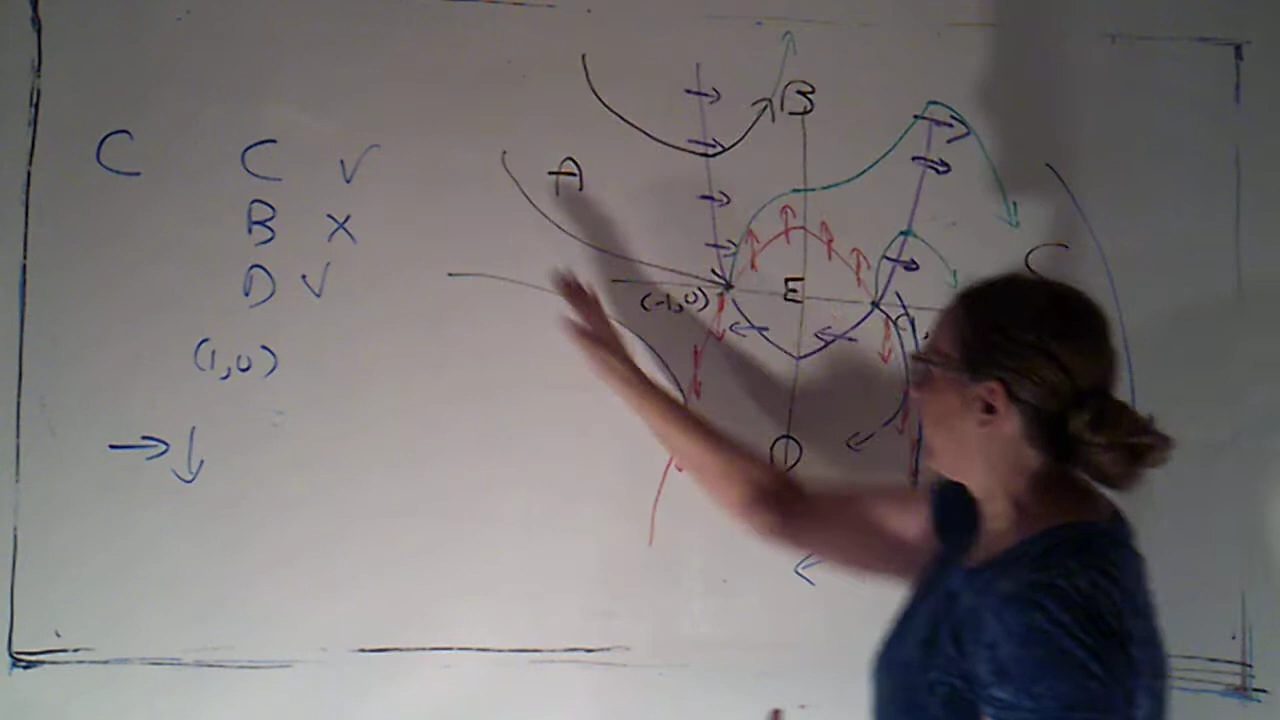 C C ✓
B X
D ✓
(1,0)
→ ↓
B
A
C
(-1,0)
E
D